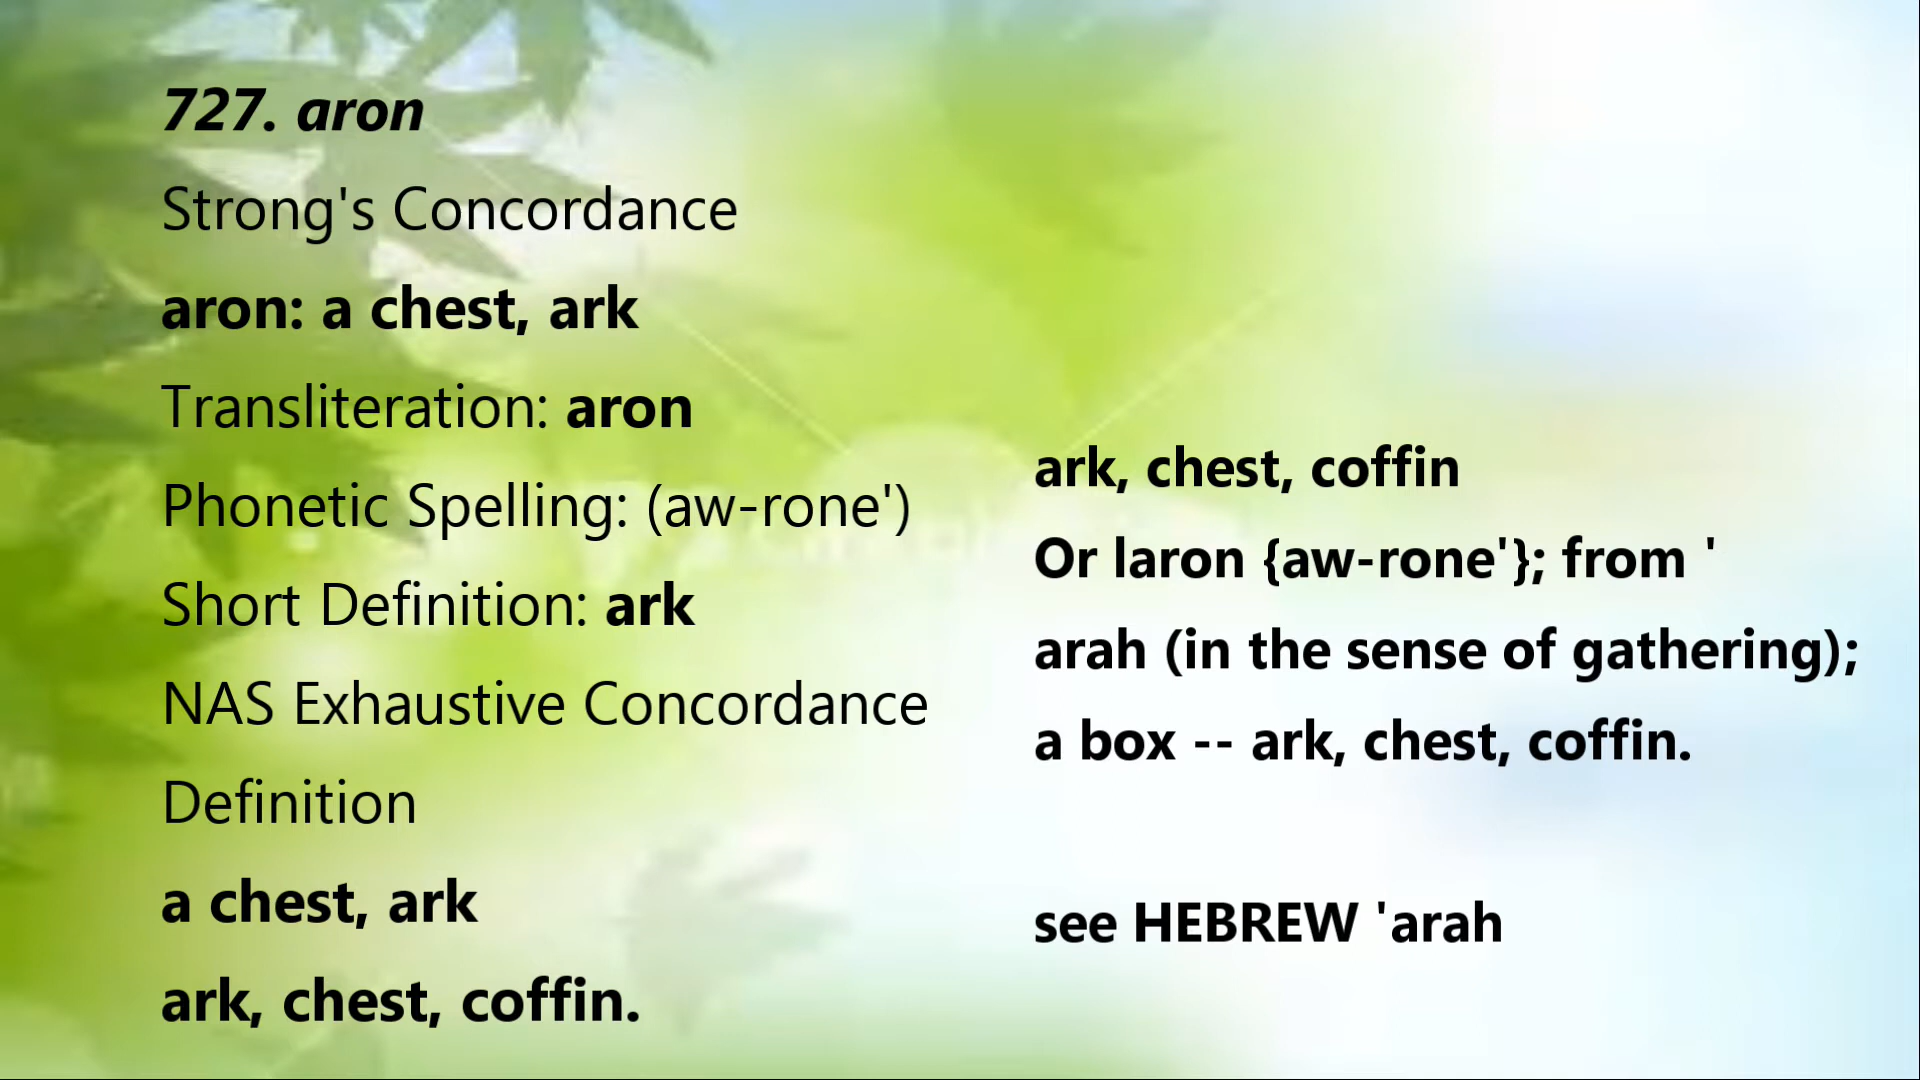 727. aron
Strong's Concordance
aron: a chest, ark
Transliteration: aron
Phonetic Spelling: (aw-rone')
Short Definition: ark
NAS Exhaustive Concordance
Definition
a chest, ark
ark, chest, coffin.
ark, chest, coffin
Or laron {aw-rone'}; from '
arah (in the sense of gathering);
a box -- ark, chest, coffin.
see HEBREW 'arah